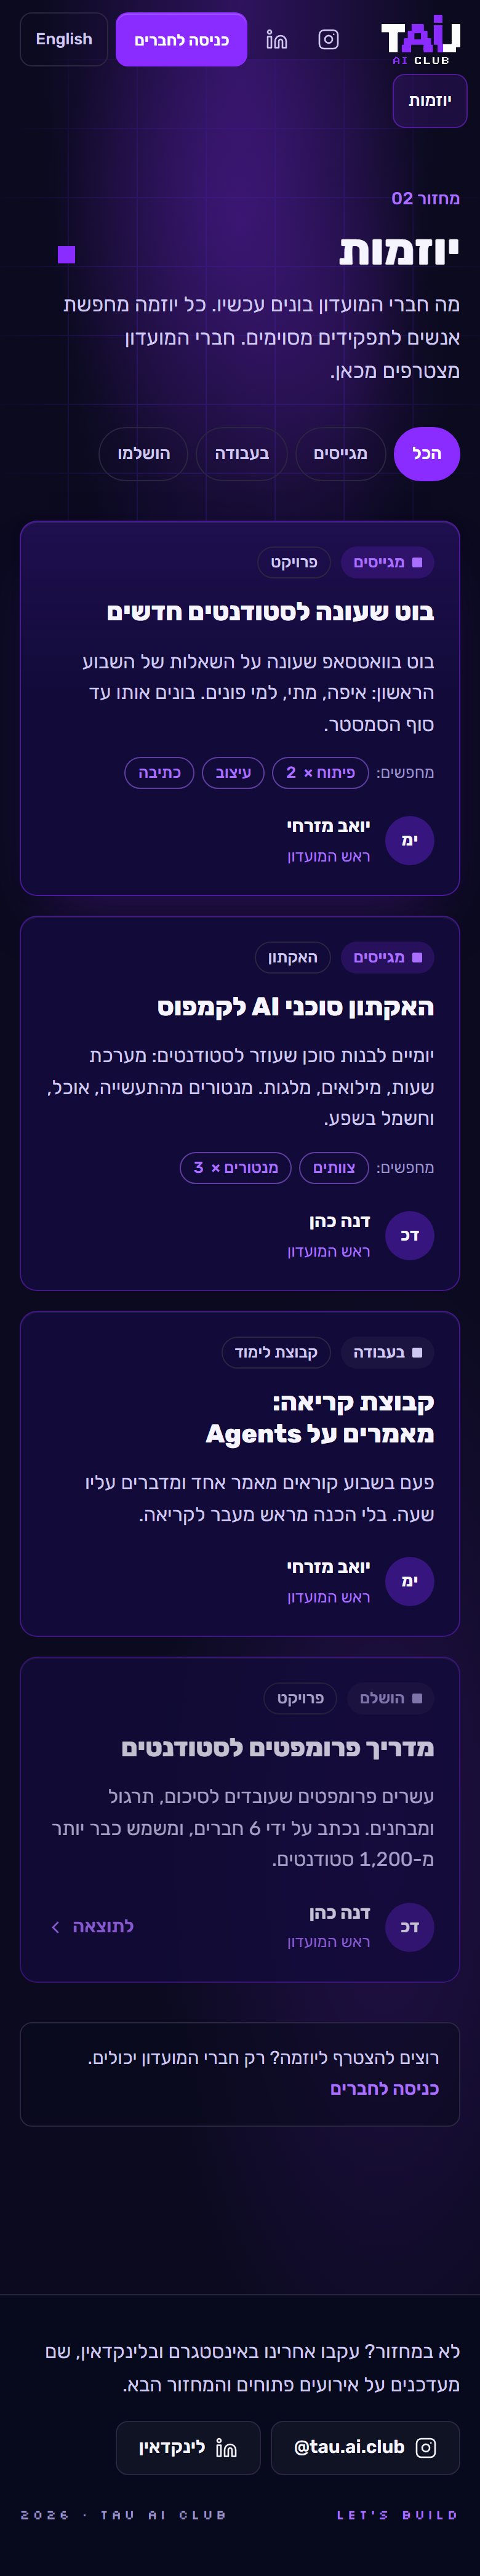 TAU
AI CLUB
כניסה לחברים
English
יוזמות
מחזור 02
יוזמות
מה חברי המועדון בונים עכשיו. כל יוזמה מחפשת
אנשים לתפקידים מסוימים. חברי המועדון
מצטרפים מכאן.
הכל
מגייסים
בעבודה
הושלמו
מגייסים
פרויקט
בוט שעונה לסטודנטים חדשים
בוט בוואטסאפ שעונה על השאלות של השבוע
הראשון: איפה, מתי, למי פונים. בונים אותו עד
סוף הסמסטר.
מחפשים: פיתוח × 2 עיצוב כתיבה
ימ
יואב מזרחי
ראש המועדון
מגייסים
האקתון
האקתון סוכני AI לקמפוס
יומיים לבנות סוכן שעוזר לסטודנטים: מערכת
שעות, מילואים, מלגות. מנטורים מהתעשייה, אוכל,
וחשמל בשפע.
מחפשים: צוותים מנטורים × 3
דכ
דנה כהן
ראש המועדון
בעבודה
קבוצת לימוד
קבוצת קריאה:
מאמרים על Agents
פעם בשבוע קוראים מאמר אחד ומדברים עליו
שעה. בלי הכנה מראש מעבר לקריאה.
ימ
יואב מזרחי
ראש המועדון
הושלם
פרויקט
מדריך פרומפטים לסטודנטים
עשרים פרומפטים שעובדים לסיכום, תרגול
ומבחנים. נכתב על ידי 6 חברים, ומשמש כבר יותר
מ-1,200 סטודנטים.
דכ
דנה כהן
ראש המועדון
לתוצאה
רוצים להצטרף ליוזמה? רק חברי המועדון יכולים.
כניסה לחברים
לא במחזור? עקבו אחרינו באינסטגרם ובלינקדאין, שם
מעדכנים על אירועים פתוחים והמחזור הבא.
@tau.ai.club
לינקדאין
LET'S BUILD
2026 · TAU AI CLUB